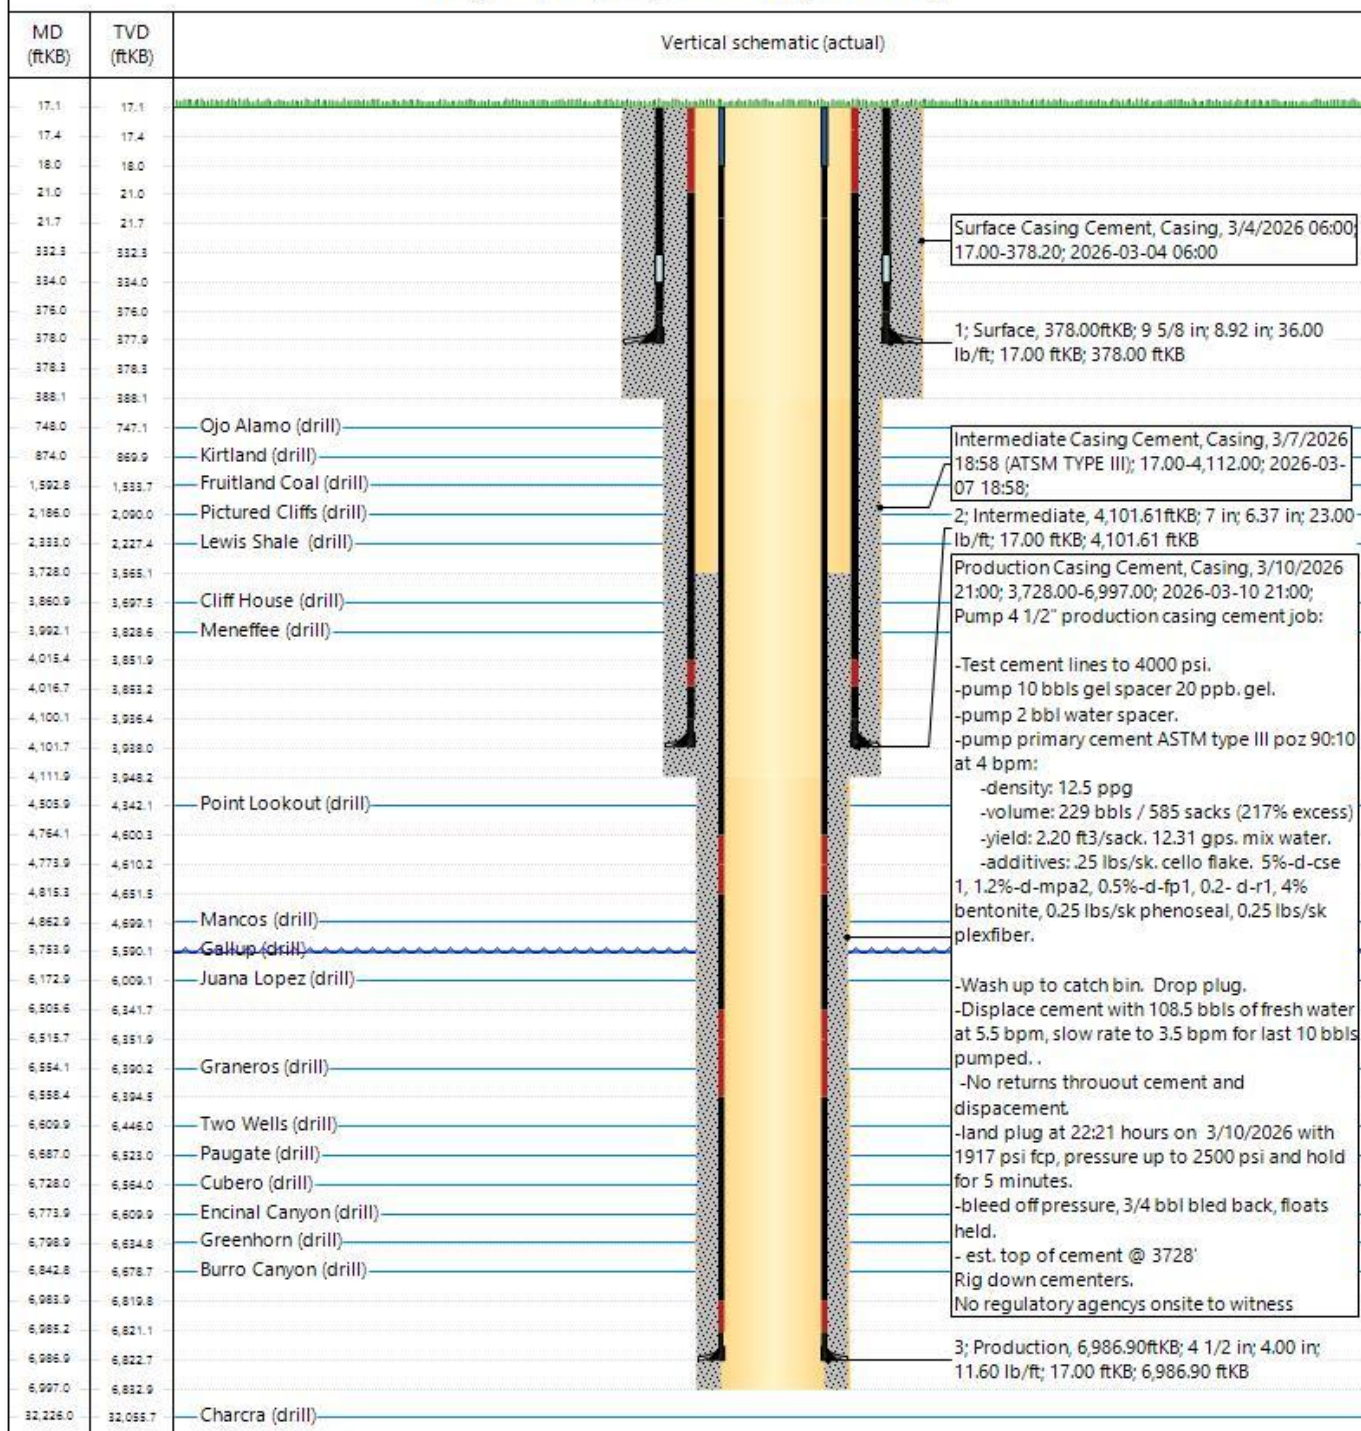 MD
(ftKB)
TVD
(ftKB)
Vertical schematic (actual)
17.1 17.1
17.4 17.4
18.0 18.0
21.0 21.0
21.7 21.7
332.3 332.3
334.0 334.0
376.0 376.0
378.0 377.9
378.3 378.3
388.1 388.1
748.0 747.1 Ojo Alamo (drill)
874.0 869.9 Kirtland (drill)
1,592.8 1,533.7 Fruitland Coal (drill)
2,186.0 2,090.0 Pictured Cliffs (drill)
2,333.0 2,227.4 Lewis Shale (drill)
3,728.0 3,565.1
3,860.9 3,697.5 Cliff House (drill)
3,992.1 3,828.6 Meneffee (drill)
4,015.4 3,851.9
4,016.7 3,853.2
4,100.1 3,936.4
4,101.7 3,938.0
4,111.9 3,948.2
4,505.9 4,342.1 Point Lookout (drill)
4,764.1 4,600.3
4,773.9 4,610.2
4,815.3 4,651.5
4,862.9 4,699.1 Mancos (drill)
5,753.9 5,590.1 Gallup (drill)
6,172.9 6,009.1 Juana Lopez (drill)
6,505.6 6,341.7
6,515.7 6,351.9
6,554.1 6,390.2 Graneros (drill)
6,558.4 6,394.5
6,609.9 6,446.0 Two Wells (drill)
6,687.0 6,523.0 Paugate (drill)
6,728.0 6,564.0 Cubero (drill)
6,773.9 6,609.9 Encinal Canyon (drill)
6,798.9 6,634.8 Greenhorn (drill)
6,842.8 6,678.7 Burro Canyon (drill)
6,983.9 6,819.8
6,985.2 6,821.1
6,986.9 6,822.7
6,997.0 6,832.9
32,226.0 32,055.7 Charcra (drill)
Surface Casing Cement, Casing, 3/4/2026 06:00;
17.00-378.20; 2026-03-04 06:00
1; Surface, 378.00ftKB; 9 5/8 in; 8.92 in; 36.00
lb/ft; 17.00 ftKB; 378.00 ftKB
Intermediate Casing Cement, Casing, 3/7/2026
18:58 (ATSM TYPE III); 17.00-4,112.00; 2026-03-
07 18:58;
2; Intermediate, 4,101.61ftKB; 7 in; 6.37 in; 23.00
lb/ft; 17.00 ftKB; 4,101.61 ftKB
Production Casing Cement, Casing, 3/10/2026
21:00; 3,728.00-6,997.00; 2026-03-10 21:00;
Pump 4 1/2" production casing cement job:
-Test cement lines to 4000 psi.
-pump 10 bbls gel spacer 20 ppb. gel.
-pump 2 bbl water spacer.
-pump primary cement ASTM type III poz 90:10
at 4 bpm:
-density: 12.5 ppg
-volume: 229 bbls / 585 sacks (217% excess)
-yield: 2.20 ft3/sack. 12.31 gps. mix water.
-additives: .25 lbs/sk. cello flake. 5%-d-cse
1, 1.2%-d-mpa2, 0.5%-d-fp1, 0.2- d-r1, 4%
bentonite, 0.25 lbs/sk phenoseal, 0.25 lbs/sk
plexfiber.
-Wash up to catch bin. Drop plug.
-Displace cement with 108.5 bbls of fresh water
at 5.5 bpm, slow rate to 3.5 bpm for last 10 bbls
pumped. .
-No returns throuout cement and
dispacement.
-land plug at 22:21 hours on 3/10/2026 with
1917 psi fcp, pressure up to 2500 psi and hold
for 5 minutes.
-bleed off pressure, 3/4 bbl bled back, floats
held.
- est. top of cement @ 3728'
Rig down cementers.
No regulatory agencys onsite to witness
3; Production, 6,986.90ftKB; 4 1/2 in; 4.00 in;
11.60 lb/ft; 17.00 ftKB; 6,986.90 ftKB